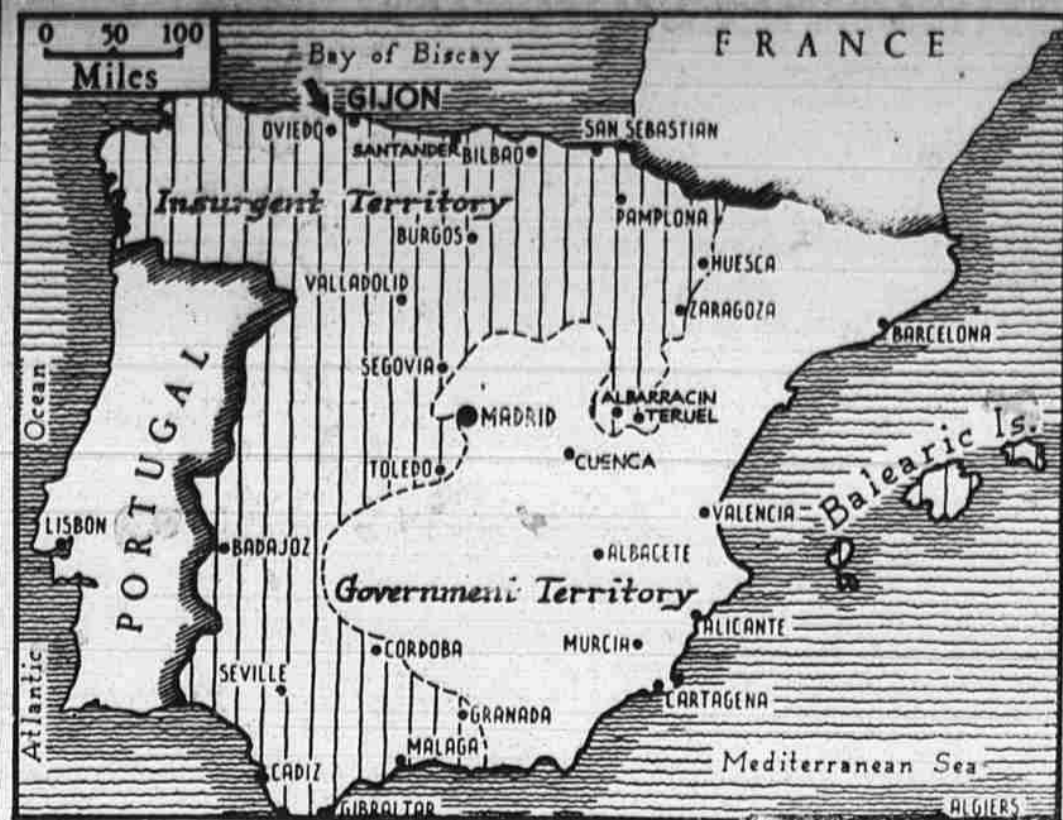 0 50 100
Miles
Bay of Biscay
FRANCE
GIJON
OVIEDO
SANTANDER
BILBAO
SAN SEBASTIAN
Insurgent Territory
PAMPLONA
BURGOS
HUESCA
VALLADOLID
ZARAGOZA
BARCELONA
SEGOVIA
ALBARRACIN
TERUEL
MADRID
PORTUGAL
Ocean
Balearic Is.
TOLEDO
CUENCA
VALENCIA
LISBON
BADAJOZ
ALBACETE
Government Territory
ALICANTE
CORDOBA
MURCIA
SEVILLE
CARTAGENA
Atlantic
GRANADA
MALAGA
Mediterranean Sea
CADIZ
GIBRALTAR
ALGIERS